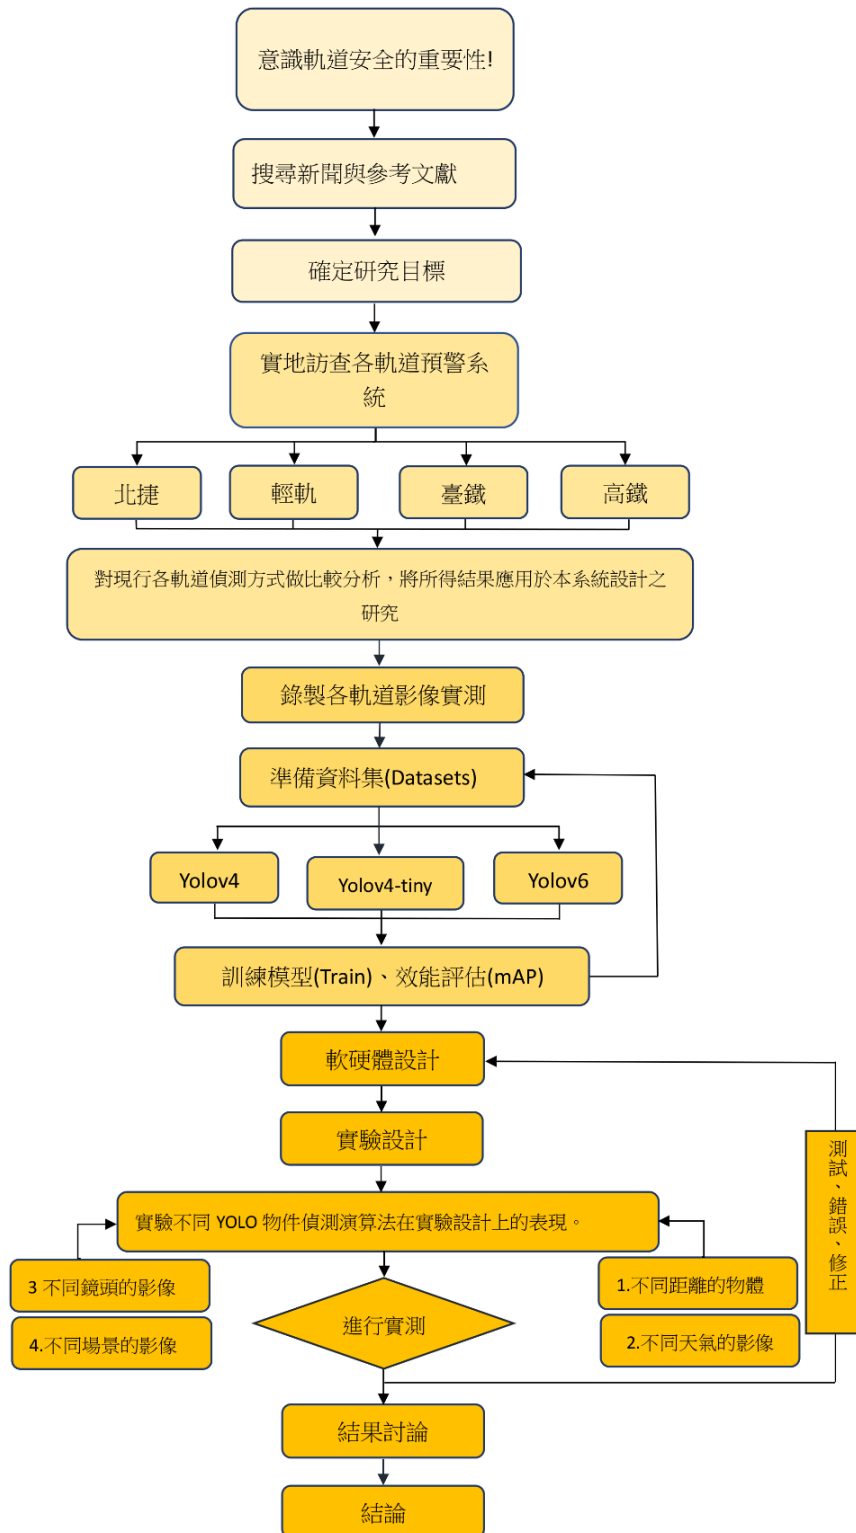 意識軌道安全的重要性!
搜尋新聞與參考文獻
確定研究目標
實地訪查各軌道預警系
統
北捷
輕軌
臺鐵
高鐵
對現行各軌道偵測方式做比較分析，將所得結果應用於本系統設計之
研究
錄製各軌道影像實測
準備資料集(Datasets)
Yolov4
Yolov4-tiny
Yolov6
訓練模型(Train)、效能評估(mAP)
軟硬體設計
實驗設計
測試、錯誤、修正
實驗不同 YOLO 物件偵測演算法在實驗設計上的表現。
3 不同鏡頭的影像
4.不同場景的影像
1.不同距離的物體
2.不同天氣的影像
進行實測
結果討論
結論